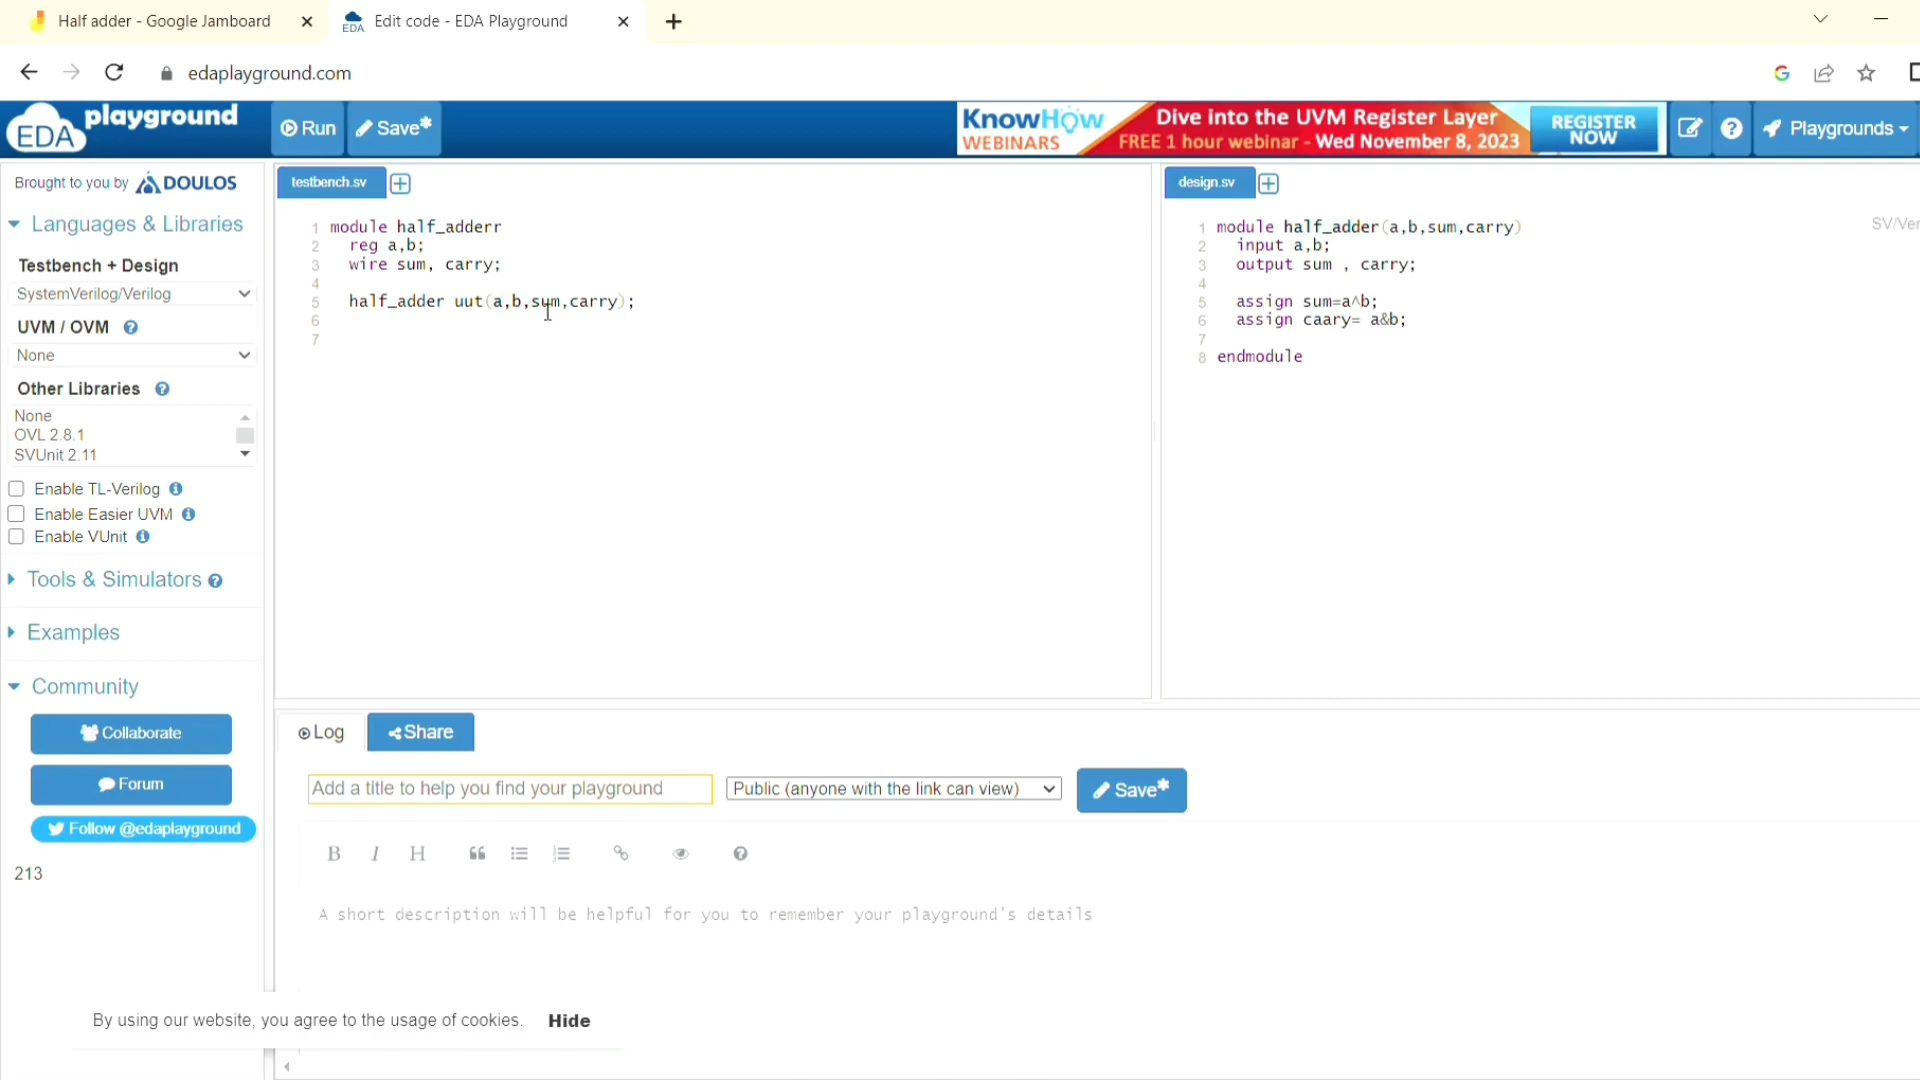 Half adder - Google Jamboard
EDA Edit code - EDA Playground
edaplayground.com
EDA playground
Run
Save*
KnowHow WEBINARS
Dive into the UVM Register Layer
FREE 1 hour webinar - Wed November 8, 2023
REGISTER NOW
Playgrounds
Brought to you by DOULOS
Languages & Libraries
Testbench + Design
SystemVerilog/Verilog
UVM / OVM
None
Other Libraries
None
OVL 2.8.1
SVUnit 2.11
Enable TL-Verilog
Enable Easier UVM
Enable VUnit
Tools & Simulators
Examples
Community
Collaborate
Forum
Follow @edaplayground
213
testbench.sv
1 module half_adderr
2 reg a,b;
3 wire sum, carry;
4
5 half_adder uut(a,b,sum,carry);
6
7
design.sv
SV/Ver
1 module half_adder(a,b,sum,carry)
2 input a,b;
3 output sum , carry;
4
5 assign sum=a^b;
6 assign caary= a&b;
7
8 endmodule
Log
Share
Add a title to help you find your playground
Public (anyone with the link can view)
Save*
B I H
A short description will be helpful for you to remember your playground's details
By using our website, you agree to the usage of cookies. Hide